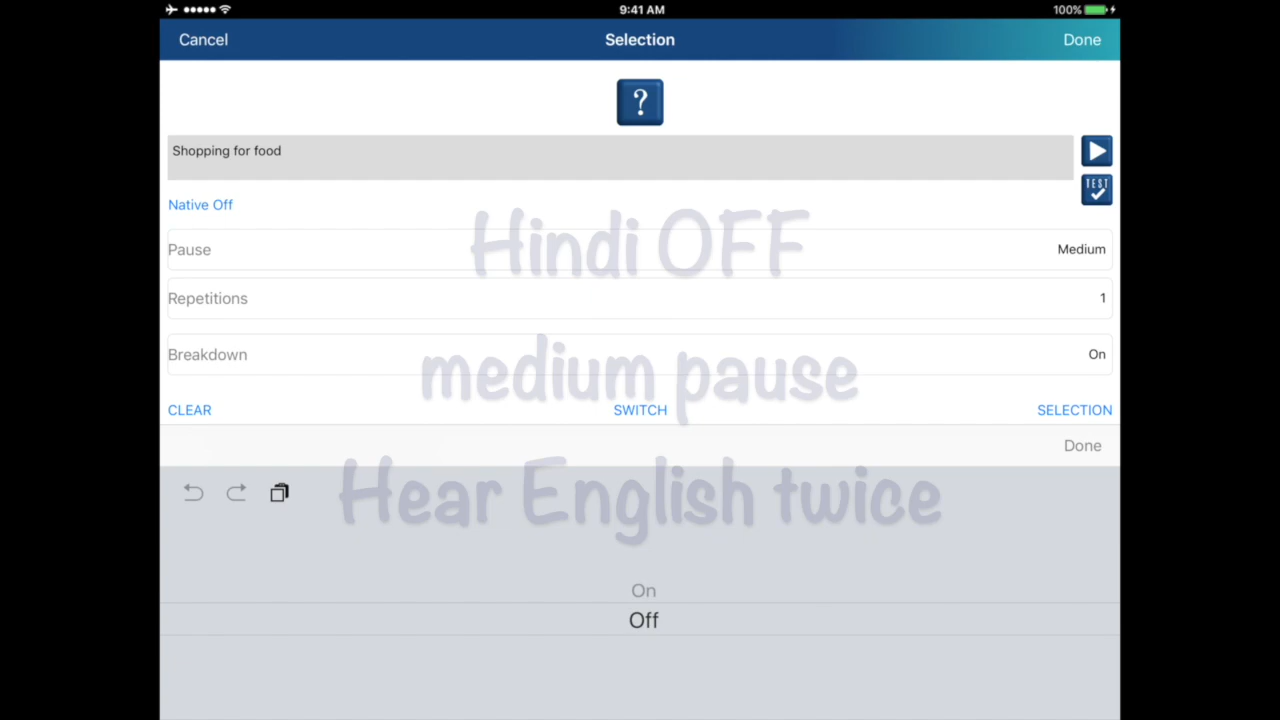 9:41 AM
100%
Cancel
Selection
Done
?
Shopping for food
TEST
Native Off
Hindi OFF
Pause
Medium
Repetitions
1
Breakdown
On
medium pause
CLEAR
SWITCH
SELECTION
Done
Hear English twice
On
Off